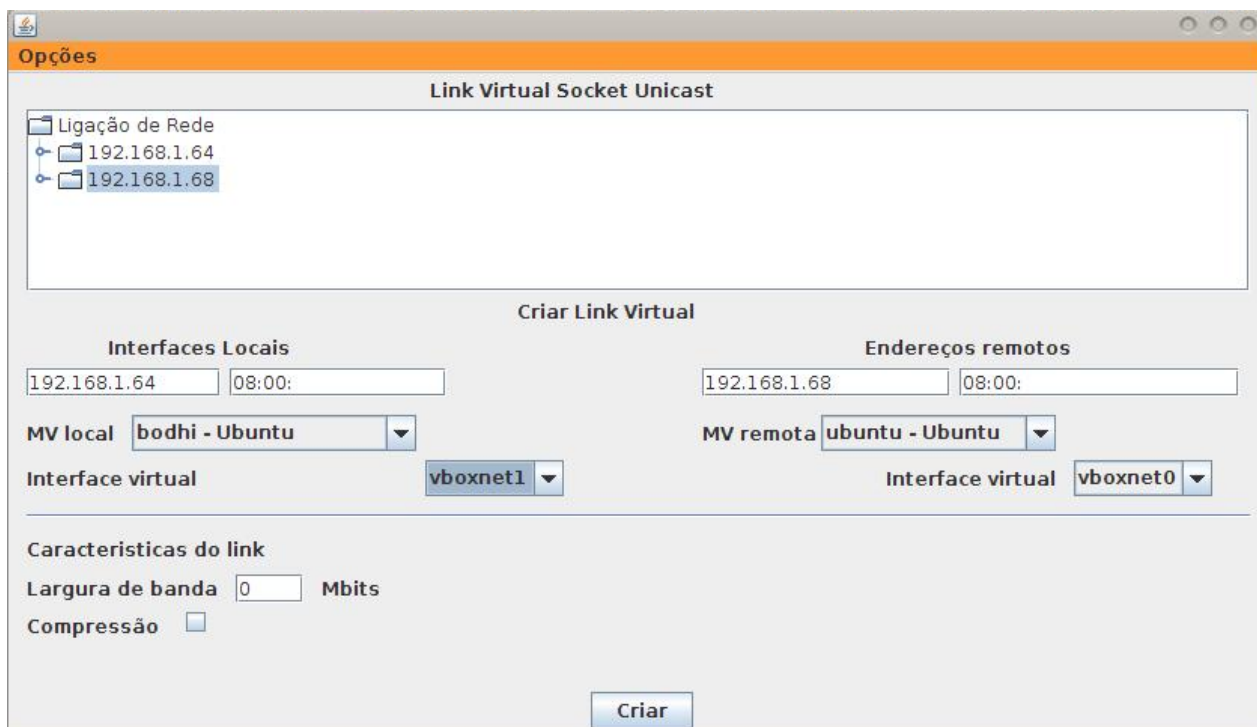 Opções
Link Virtual Socket Unicast
Ligação de Rede
192.168.1.64
192.168.1.68
Criar Link Virtual
Interfaces Locais Endereços remotos
192.168.1.64 08:00: 192.168.1.68 08:00:
MV local bodhi - Ubuntu MV remota ubuntu - Ubuntu
Interface virtual vboxnet1 Interface virtual vboxnet0
Caracteristicas do link
Largura de banda 0 Mbits
Compressão
Criar